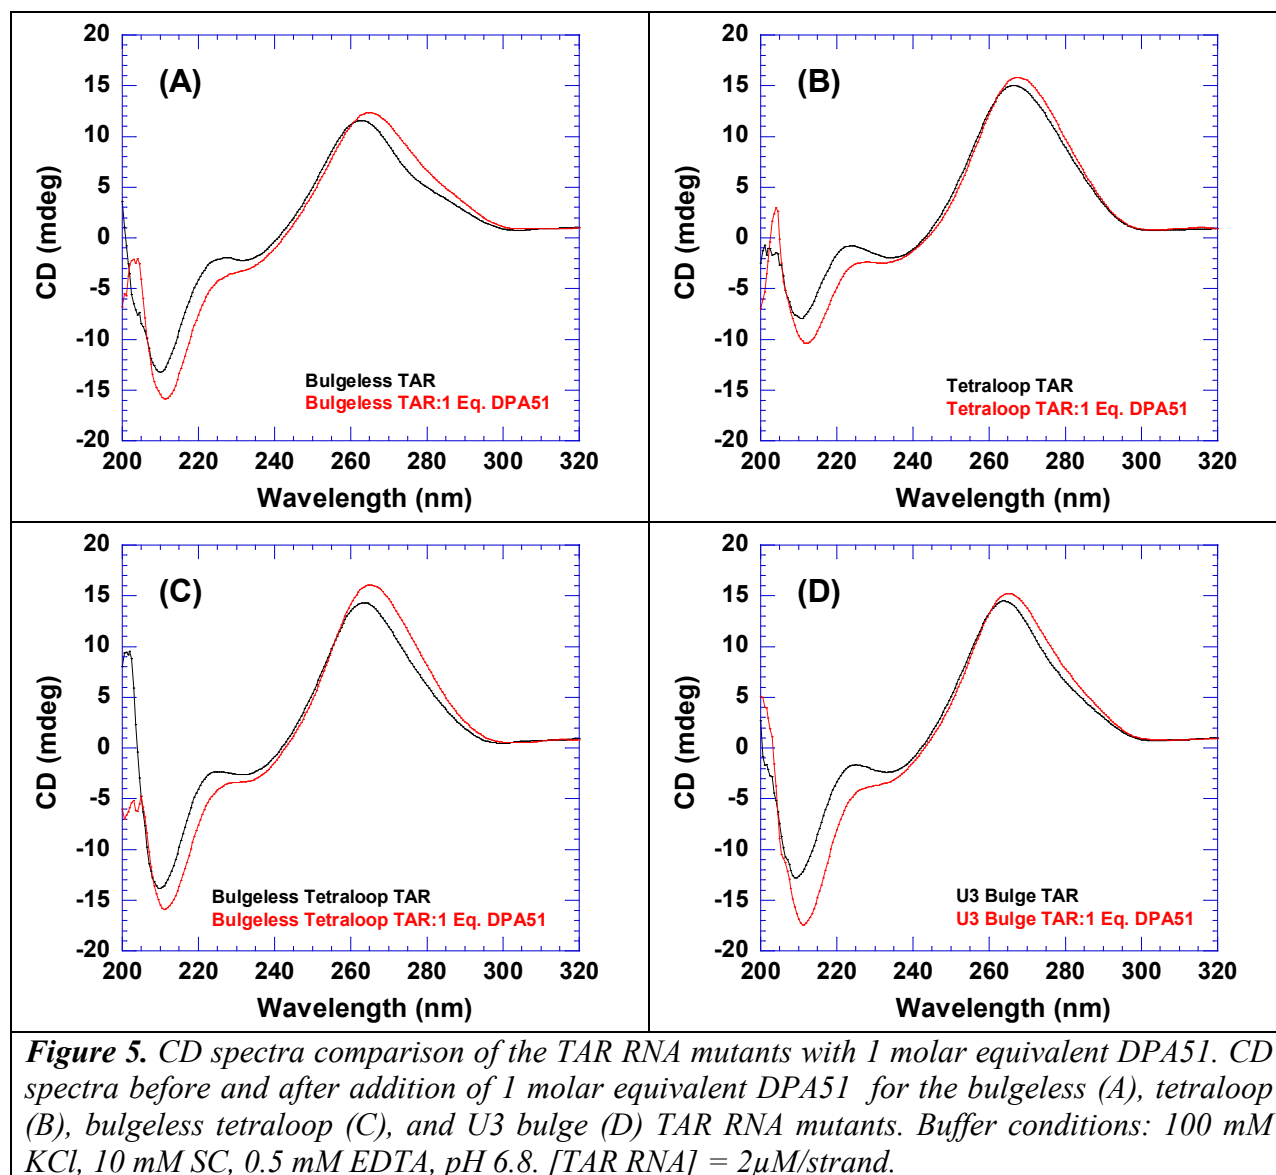 20
15
10
5
0
-5
-10
-15
-20
CD (mdeg)
(A)
Bulgeless TAR
Bulgeless TAR:1 Eq. DPA51
200 220 240 260 280 300 320
Wavelength (nm)
20
15
10
5
0
-5
-10
-15
-20
CD (mdeg)
(B)
Tetraloop TAR
Tetraloop TAR:1 Eq. DPA51
200 220 240 260 280 300 320
Wavelength (nm)
20
15
10
5
0
-5
-10
-15
-20
CD (mdeg)
(C)
Bulgeless Tetraloop TAR
Bulgeless Tetraloop TAR:1 Eq. DPA51
200 220 240 260 280 300 320
Wavelength (nm)
20
15
10
5
0
-5
-10
-15
-20
CD (mdeg)
(D)
U3 Bulge TAR
U3 Bulge TAR:1 Eq. DPA51
200 220 240 260 280 300 320
Wavelength (nm)
Figure 5. CD spectra comparison of the TAR RNA mutants with 1 molar equivalent DPA51. CD
spectra before and after addition of 1 molar equivalent DPA51 for the bulgeless (A), tetraloop
(B), bulgeless tetraloop (C), and U3 bulge (D) TAR RNA mutants. Buffer conditions: 100 mM
KCl, 10 mM SC, 0.5 mM EDTA, pH 6.8. [TAR RNA] = 2μM/strand.